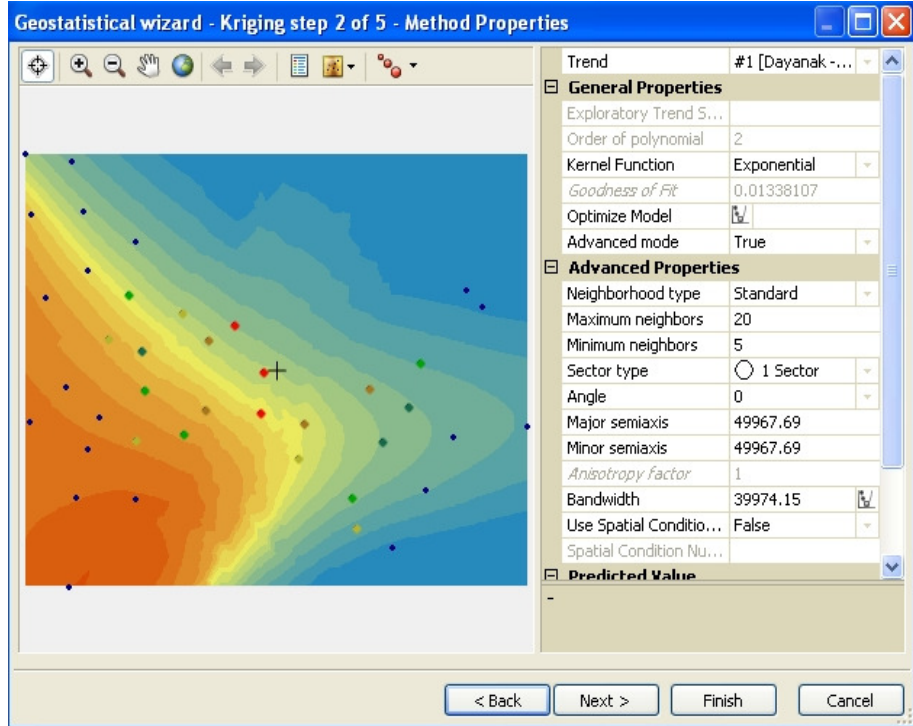 Geostatistical wizard - Kriging step 2 of 5 - Method Properties
Trend #1 [Dayanak -...
General Properties
Exploratory Trend S...
Order of polynomial 2
Kernel Function Exponential
Goodness of Fit 0.01338107
Optimize Model
Advanced mode True
Advanced Properties
Neighborhood type Standard
Maximum neighbors 20
Minimum neighbors 5
Sector type 1 Sector
Angle 0
Major semiaxis 49967.69
Minor semiaxis 49967.69
Anisotropy factor 1
Bandwidth 39974.15
Use Spatial Conditio... False
Spatial Condition Nu...
Predicted Value
-
< Back Next > Finish Cancel